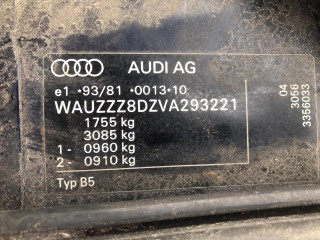 AUDI AG
e1 *93/81 *0013*10
WAUZZZ8DZVA293221
1755 kg
3085 kg
1- 0960 kg
2- 0910 kg
Typ B5
04
3056
3356033